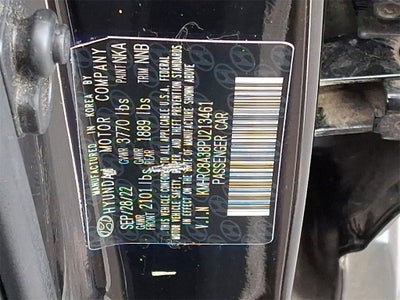 MANUFACTURED IN KOREA BY
HYUNDAI MOTOR COMPANY
SEP/28/22 GVWR 3770 lbs PAINT NKA
GAWR FRONT 2101 lbs GAWR REAR 1889 lbs TRIM NNB
THIS VEHICLE CONFORMS TO ALL APPLICABLE U.S. FEDERAL
MOTOR VEHICLE SAFETY AND THEFT PREVENTION STANDARDS
IN EFFECT ON THE DATE OF MANUFACTURE SHOWN ABOVE.
V.I.N KMHRC8A38PU213461
PASSENGER CAR